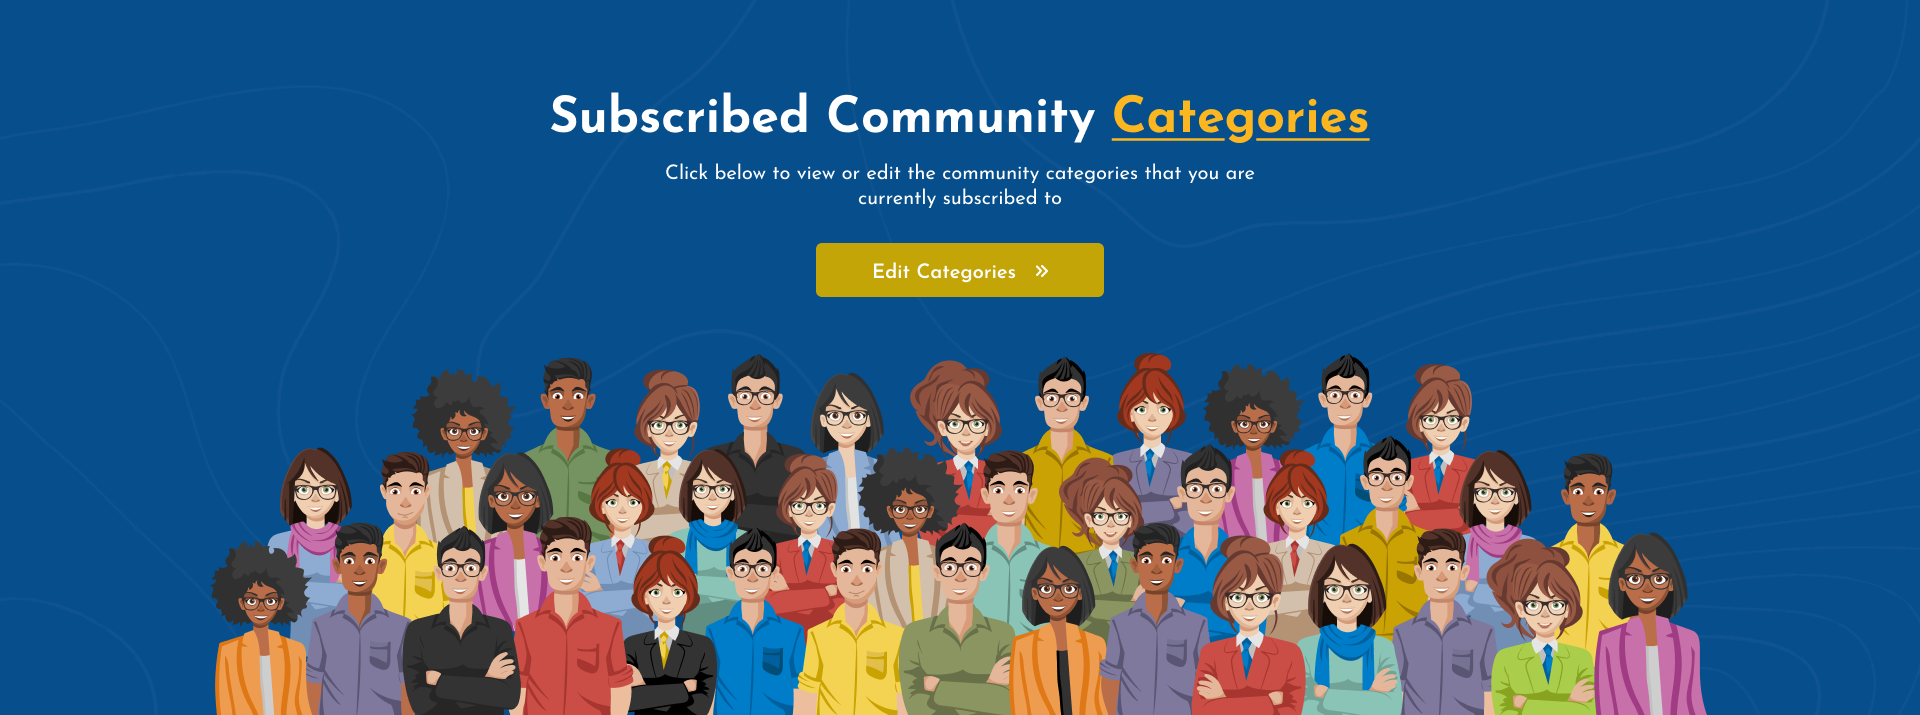 Subscribed Community Categories
Click below to view or edit the community categories that you are
currently subscribed to
Edit Categories »